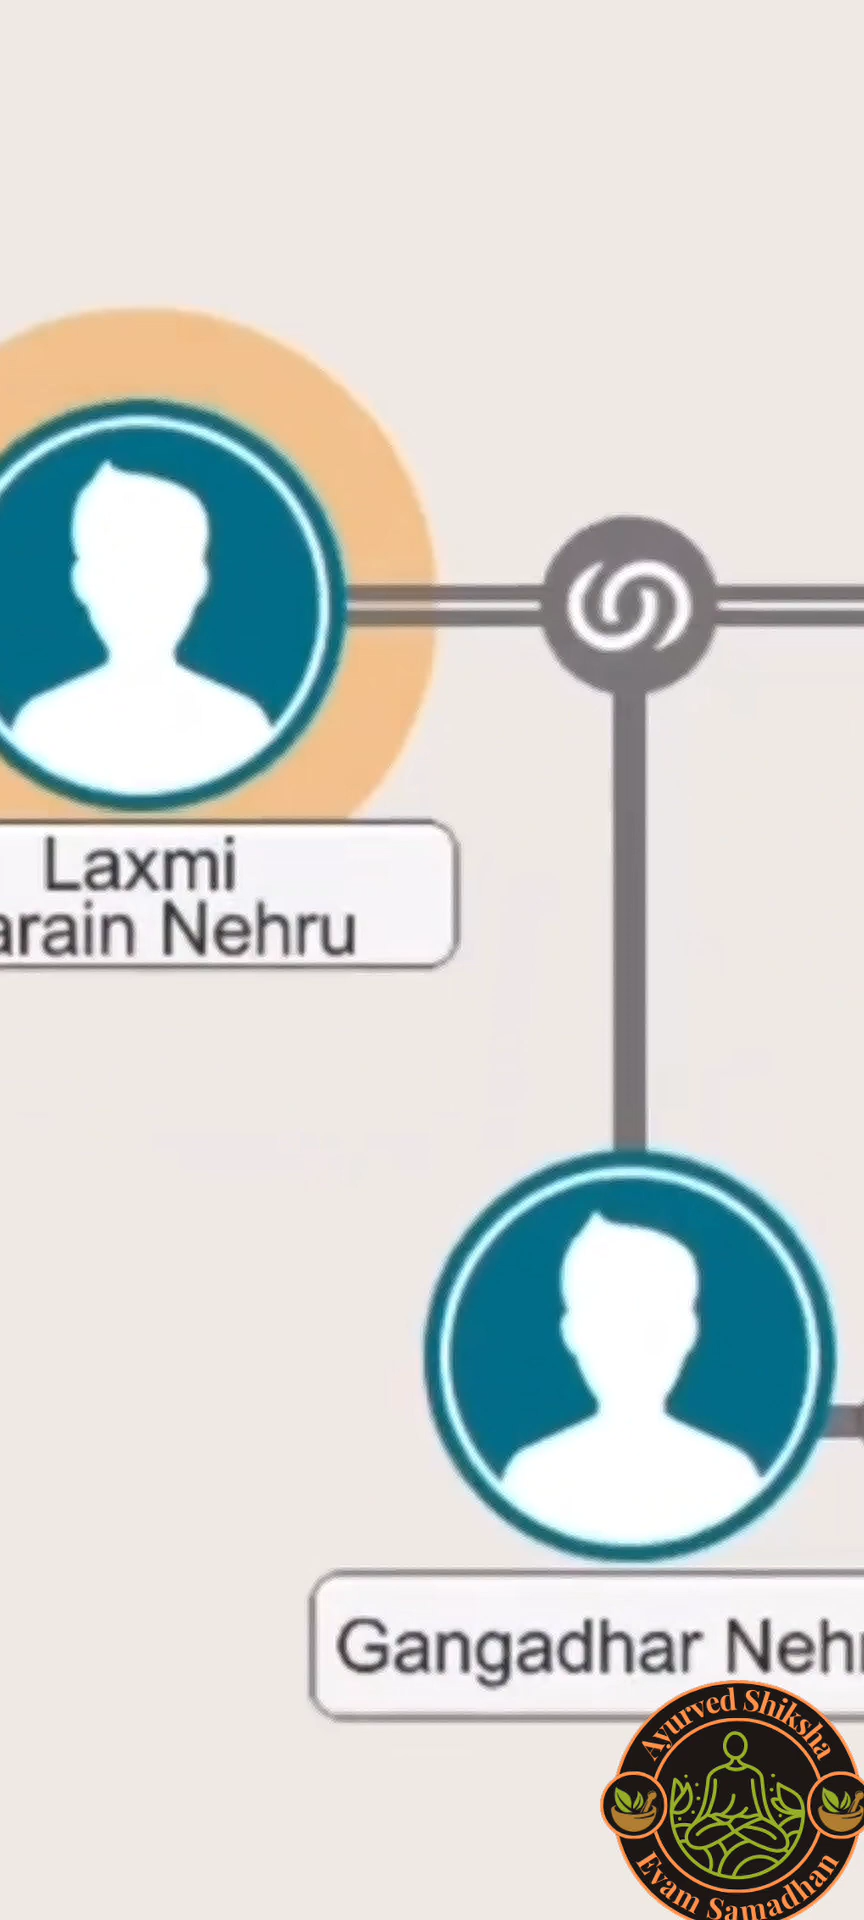 Laxmi
arain Nehru
Gangadhar Neh
Ayurved Shiksha
Evam Samadhan